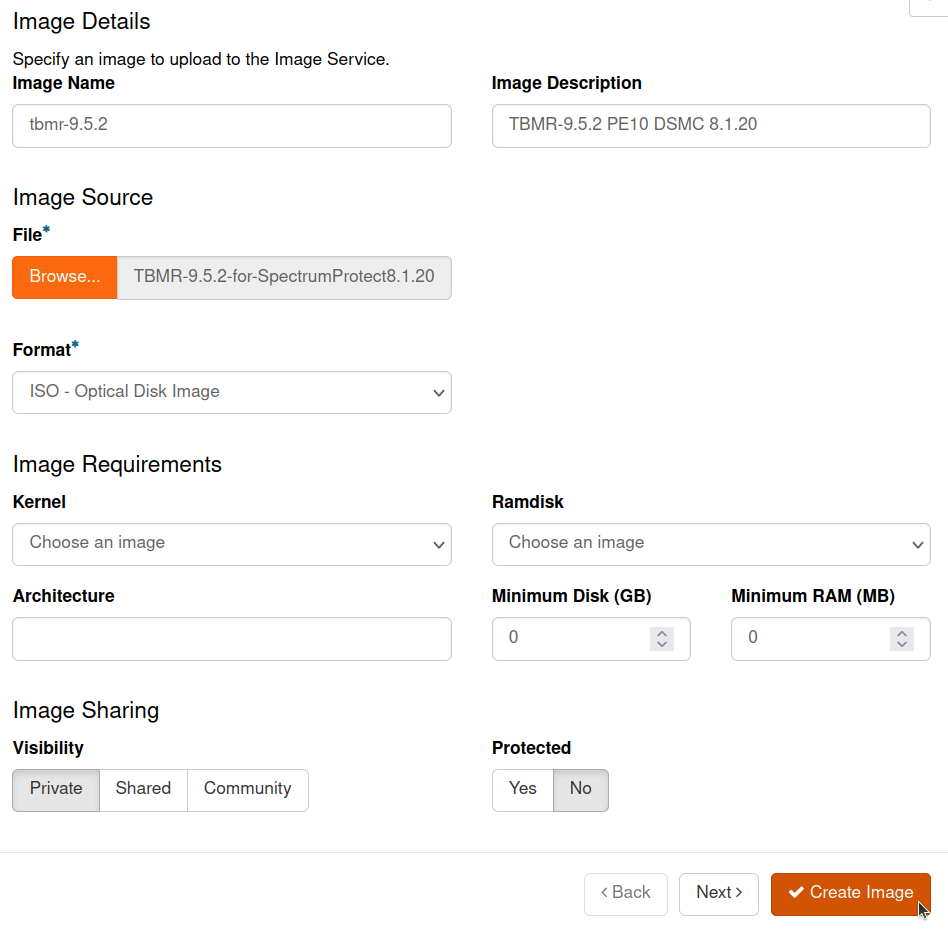 Image Details
Specify an image to upload to the Image Service.
Image Name
Image Description
tbmr-9.5.2
TBMR-9.5.2 PE10 DSMC 8.1.20
Image Source
File*
Browse...
TBMR-9.5.2-for-SpectrumProtect8.1.20
Format*
ISO - Optical Disk Image
Image Requirements
Kernel
Ramdisk
Choose an image
Choose an image
Architecture
Minimum Disk (GB)
Minimum RAM (MB)
0
0
Image Sharing
Visibility
Protected
Private
Shared
Community
Yes
No
< Back
Next >
✔ Create Image